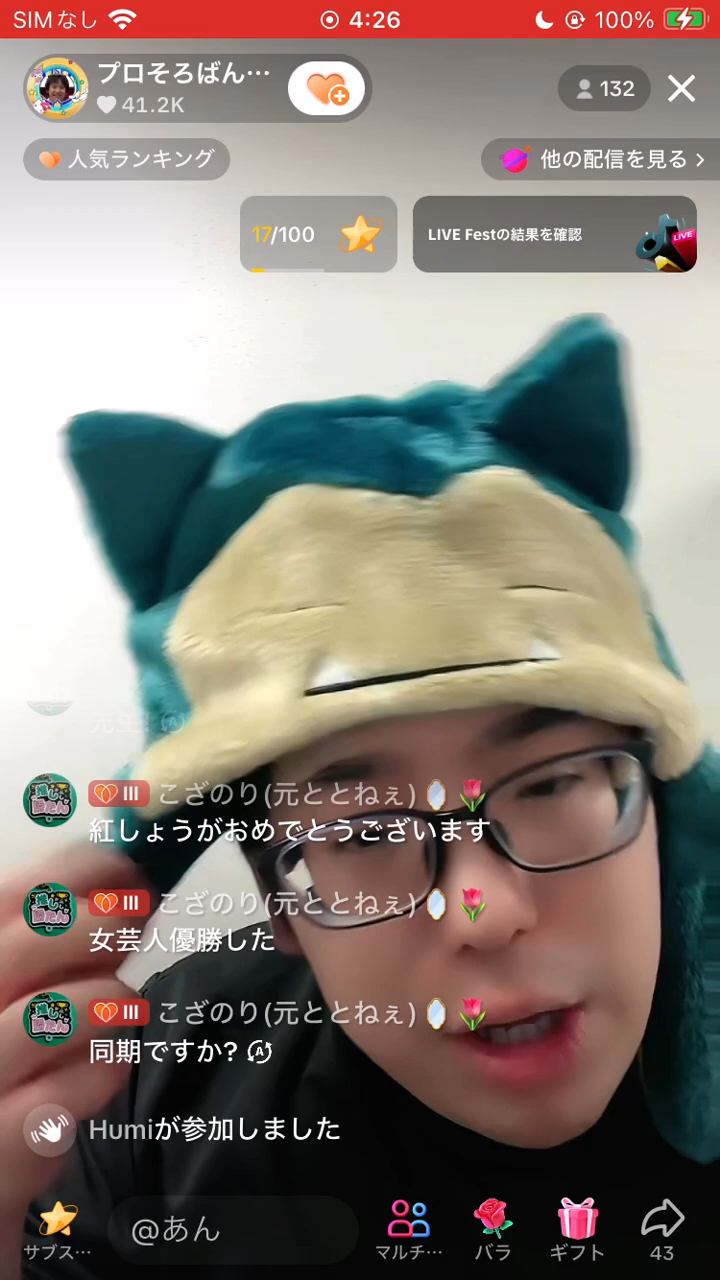 SIMなし
4:26
100%
プロそろばん…
41.2K
132
人気ランキング
他の配信を見る
17/100
LIVE Festの結果を確認
LIVE
III こざのり(元ととねぇ)
紅しょうがおめでとうございます
III こざのり(元ととねぇ)
女芸人優勝した
III こざのり(元ととねぇ)
同期ですか?
Humiが参加しました
@あん
サブス…
マルチ…
バラ
ギフト
43